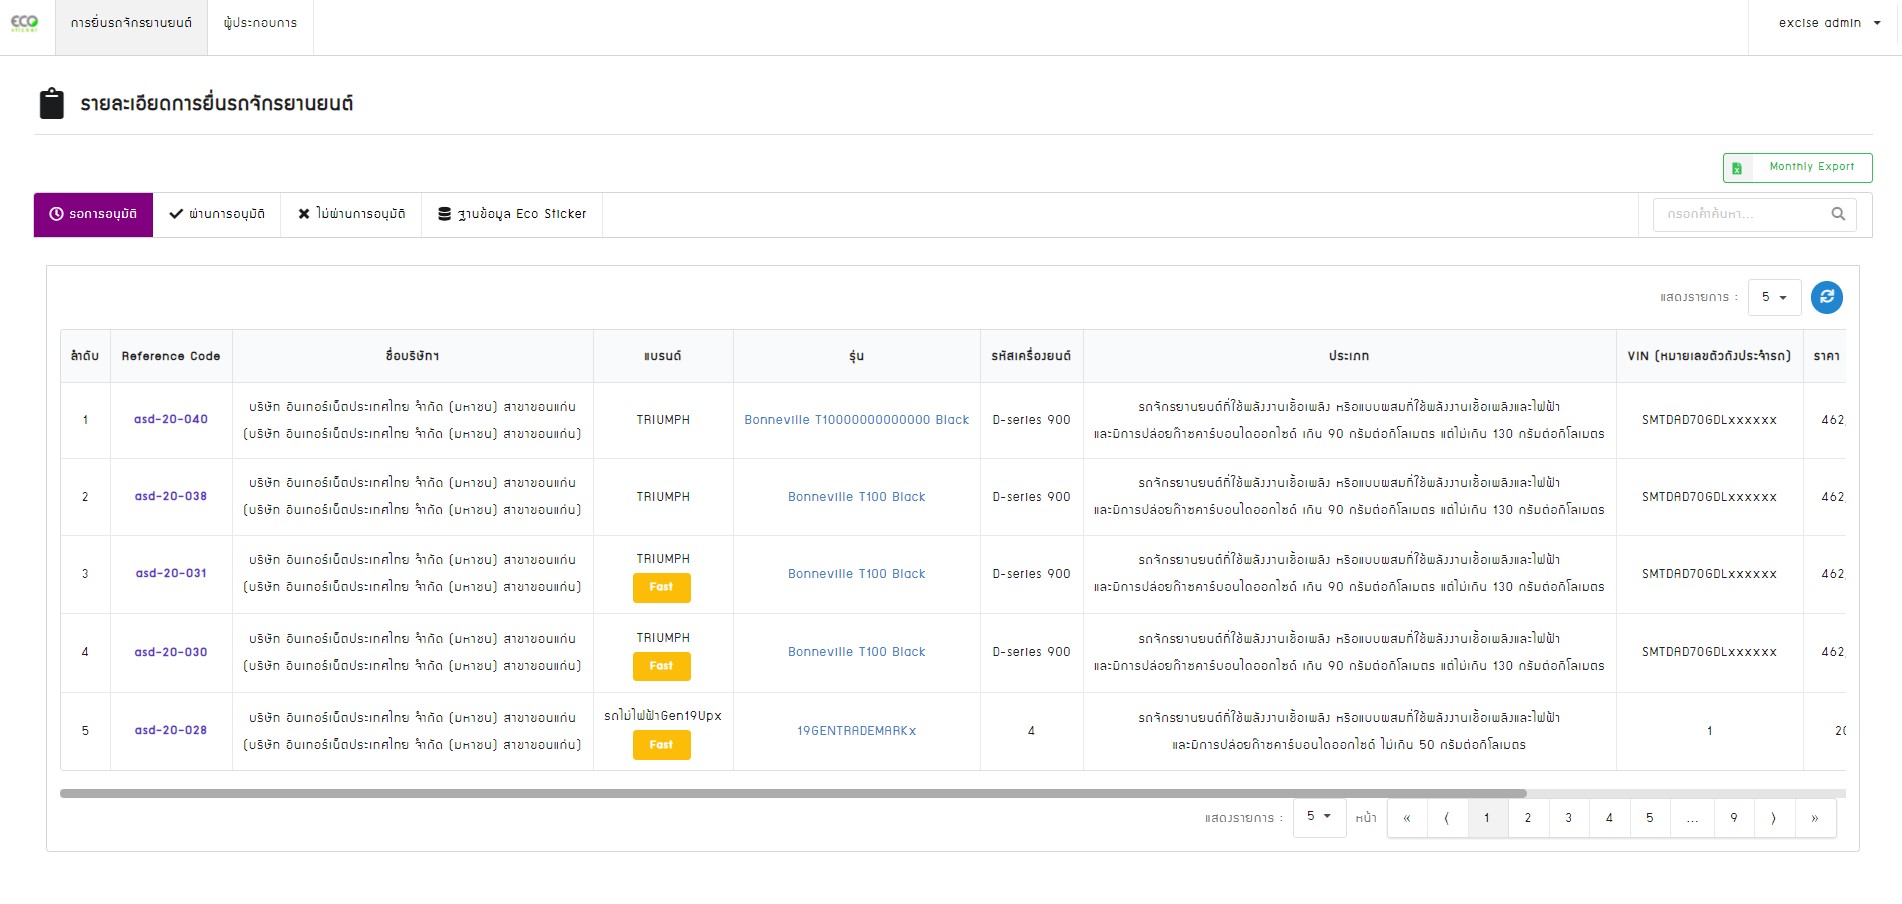 ECO
sticker
การยื่นรถจักรยานยนต์
ผู้ประกอบการ
excise admin
รายละเอียดการยื่นรถจักรยานยนต์
Monthly Export
รอการอนุมัติ
ผ่านการอนุมัติ
ไม่ผ่านการอนุมัติ
ฐานข้อมูล Eco Sticker
กรอกคำค้นหา...
แสดงรายการ : 5
ลำดับ Reference Code ชื่อบริษัทฯ แบรนด์ รุ่น รหัสเครื่องยนต์ ประเภท VIN (หมายเลขตัวถังประจำรถ) ราคา
1 asd-20-040
บริษัท อินเทอร์เน็ตประเทศไทย จำกัด (มหาชน) สาขาขอนแก่น
(บริษัท อินเทอร์เน็ตประเทศไทย จำกัด (มหาชน) สาขาขอนแก่น)
TRIUMPH
Bonneville T10000000000000 Black
D-series 900
รถจักรยานยนต์ที่ใช้พลังงานเชื้อเพลิง หรือแบบผสมที่ใช้พลังงานเชื้อเพลิงและไฟฟ้า
และมีการปล่อยก๊าซคาร์บอนไดออกไซด์ เกิน 90 กรัมต่อกิโลเมตร แต่ไม่เกิน 130 กรัมต่อกิโลเมตร
SMTDAD70GDLxxxxxx
462,
2 asd-20-038
บริษัท อินเทอร์เน็ตประเทศไทย จำกัด (มหาชน) สาขาขอนแก่น
(บริษัท อินเทอร์เน็ตประเทศไทย จำกัด (มหาชน) สาขาขอนแก่น)
TRIUMPH
Bonneville T100 Black
D-series 900
รถจักรยานยนต์ที่ใช้พลังงานเชื้อเพลิง หรือแบบผสมที่ใช้พลังงานเชื้อเพลิงและไฟฟ้า
และมีการปล่อยก๊าซคาร์บอนไดออกไซด์ เกิน 90 กรัมต่อกิโลเมตร แต่ไม่เกิน 130 กรัมต่อกิโลเมตร
SMTDAD70GDLxxxxxx
462,
3 asd-20-031
บริษัท อินเทอร์เน็ตประเทศไทย จำกัด (มหาชน) สาขาขอนแก่น
(บริษัท อินเทอร์เน็ตประเทศไทย จำกัด (มหาชน) สาขาขอนแก่น)
TRIUMPH
Fast
Bonneville T100 Black
D-series 900
รถจักรยานยนต์ที่ใช้พลังงานเชื้อเพลิง หรือแบบผสมที่ใช้พลังงานเชื้อเพลิงและไฟฟ้า
และมีการปล่อยก๊าซคาร์บอนไดออกไซด์ เกิน 90 กรัมต่อกิโลเมตร แต่ไม่เกิน 130 กรัมต่อกิโลเมตร
SMTDAD70GDLxxxxxx
462,
4 asd-20-030
บริษัท อินเทอร์เน็ตประเทศไทย จำกัด (มหาชน) สาขาขอนแก่น
(บริษัท อินเทอร์เน็ตประเทศไทย จำกัด (มหาชน) สาขาขอนแก่น)
TRIUMPH
Fast
Bonneville T100 Black
D-series 900
รถจักรยานยนต์ที่ใช้พลังงานเชื้อเพลิง หรือแบบผสมที่ใช้พลังงานเชื้อเพลิงและไฟฟ้า
และมีการปล่อยก๊าซคาร์บอนไดออกไซด์ เกิน 90 กรัมต่อกิโลเมตร แต่ไม่เกิน 130 กรัมต่อกิโลเมตร
SMTDAD70GDLxxxxxx
462,
5 asd-20-028
บริษัท อินเทอร์เน็ตประเทศไทย จำกัด (มหาชน) สาขาขอนแก่น
(บริษัท อินเทอร์เน็ตประเทศไทย จำกัด (มหาชน) สาขาขอนแก่น)
รถไม่ไฟฟ้าGen19Upx
Fast
19GENTRADEMARKx
4
รถจักรยานยนต์ที่ใช้พลังงานเชื้อเพลิง หรือแบบผสมที่ใช้พลังงานเชื้อเพลิงและไฟฟ้า
และมีการปล่อยก๊าซคาร์บอนไดออกไซด์ ไม่เกิน 50 กรัมต่อกิโลเมตร
1
20
แสดงรายการ : 5 หน้า « ⟨ 1 2 3 4 5 ... 9 ⟩ »